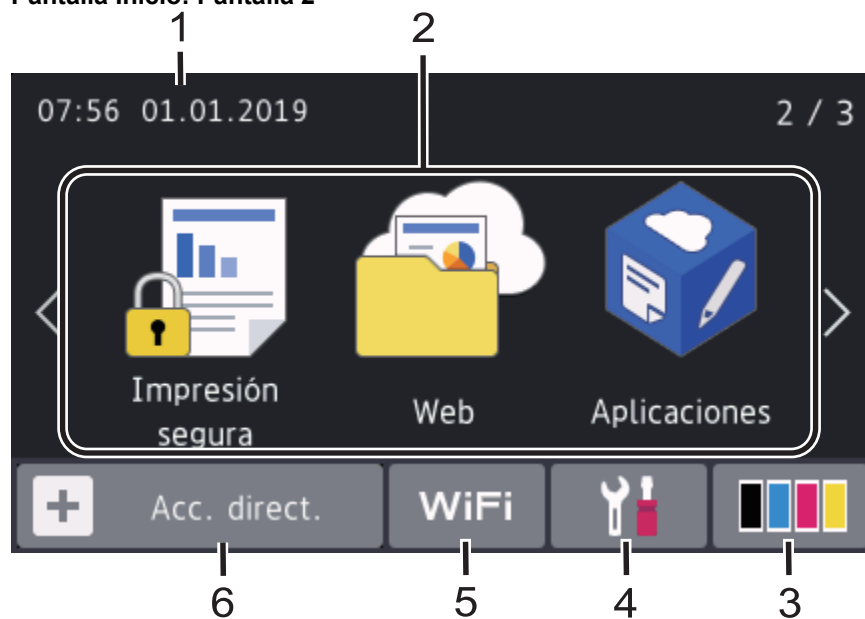 Pantalla Inicio: Pantalla 2
1 2
07:56 01.01.2019 2 / 3
Impresión
segura
Web
Aplicaciones
Acc. direct. WiFi
6 5 4 3